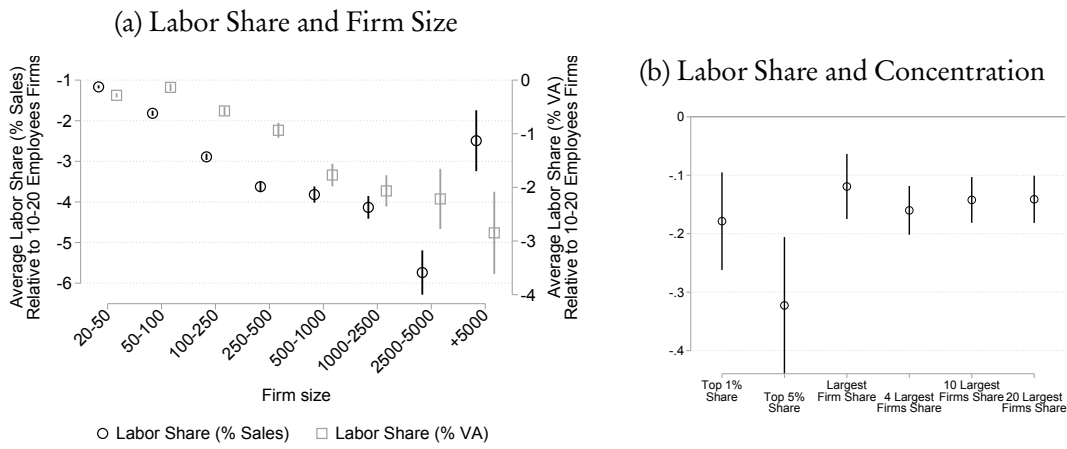 (a) Labor Share and Firm Size
Average Labor Share (% Sales)
Relative to 10-20 Employees Firms
-1
-2
-3
-4
-5
-6
0
-1
-2
-3
-4
Average Labor Share (% VA)
Relative to 10-20 Employees Firms
20-50
50-100
100-250
250-500
500-1000
1000-2500
2500-5000
+5000
Firm size
Labor Share (% Sales)
Labor Share (% VA)
(b) Labor Share and Concentration
0
-.1
-.2
-.3
-.4
Top 1%
Share
Top 5%
Share
Largest
Firm Share
4 Largest
Firms Share
10 Largest
Firms Share
20 Largest
Firms Share